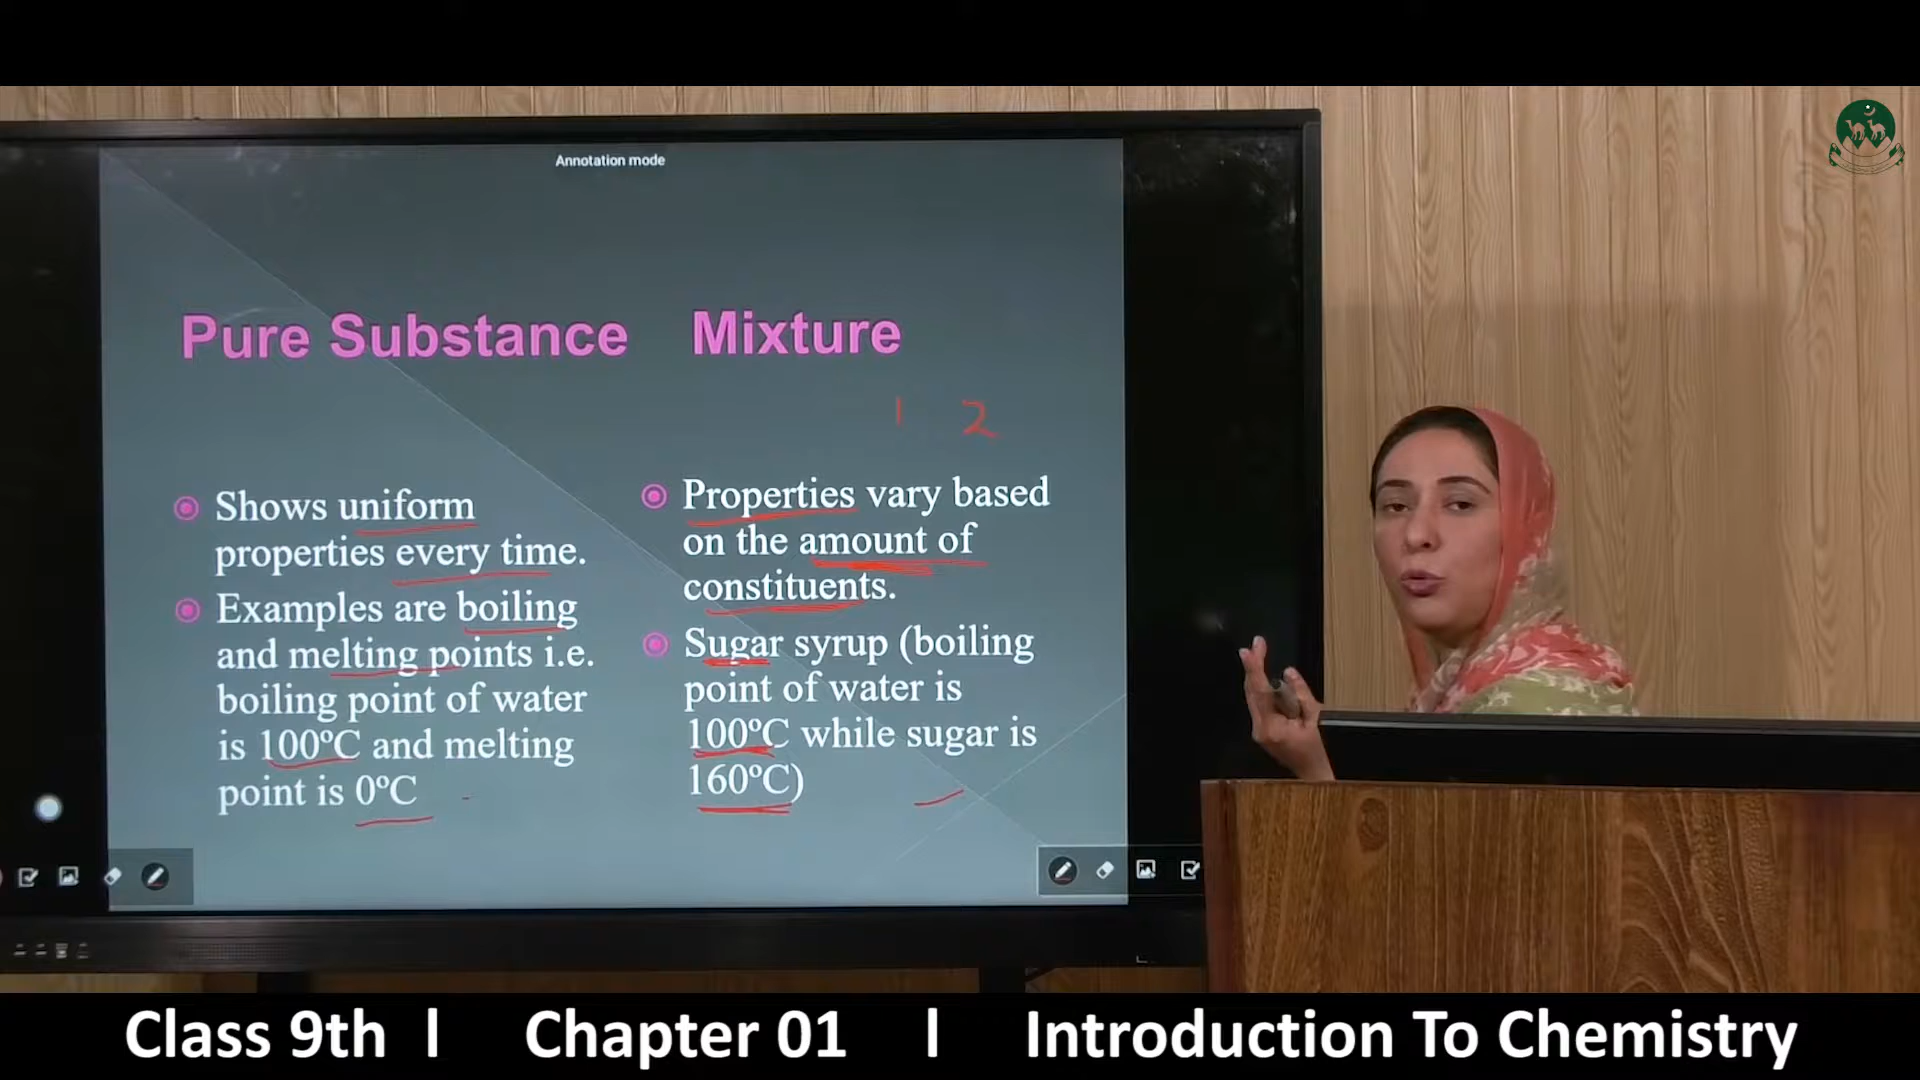 Annotation mode
Pure Substance
Shows uniform
properties every time.
Examples are boiling
and melting points i.e.
boiling point of water
is 100ºC and melting
point is 0ºC
Mixture
1 2
Properties vary based
on the amount of
constituents.
Sugar syrup (boiling
point of water is
100ºC while sugar is
160ºC)
Class 9th l Chapter 01 l Introduction To Chemistry